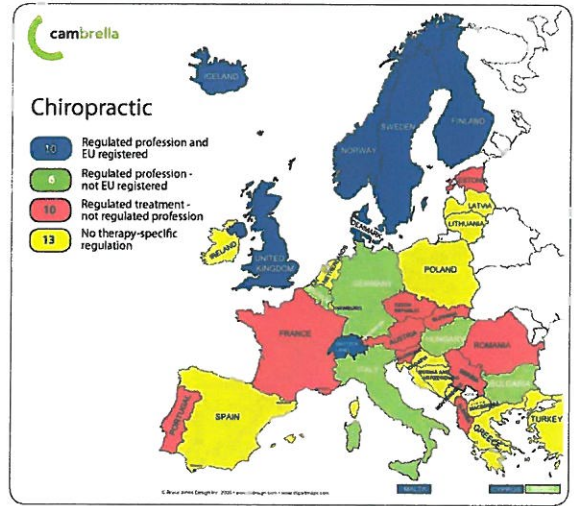 cambrella
ICELAND
Chiropractic
10 Regulated profession and
EU registered
6 Regulated profession -
not EU registered
10 Regulated treatment -
not regulated profession
13 No therapy-specific
regulation
NORWAY
SWEDEN
FINLAND
ESTONIA
LATVIA
LITHUANIA
DENMARK
IRELAND
UNITED
KINGDOM
NETHERLANDS
POLAND
GERMANY
FRANCE
AUSTRIA
HUNGARY
ROMANIA
ITALY
BULGARIA
PORTUGAL
SPAIN
GREECE
TURKEY
MALTA
CYPRUS